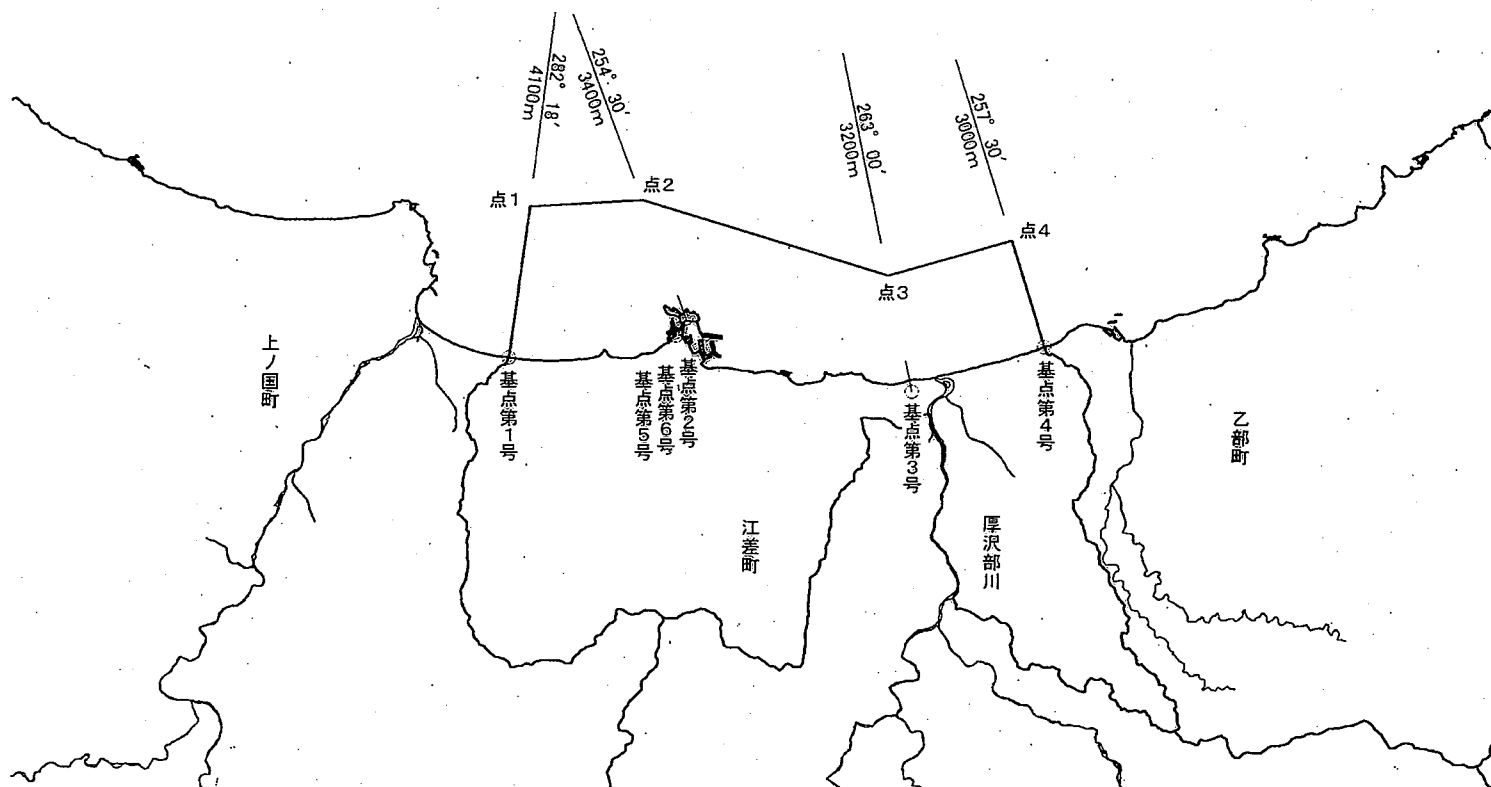 282° 18′
4100m
254° 30′
3400m
263° 00′
3200m
257° 30′
3000m
点1
点2
点3
点4
上ノ国町
基点第1号
基点第5号
基点第6号
基点第2号
基点第3号
基点第4号
江差町
厚沢部川
乙部町